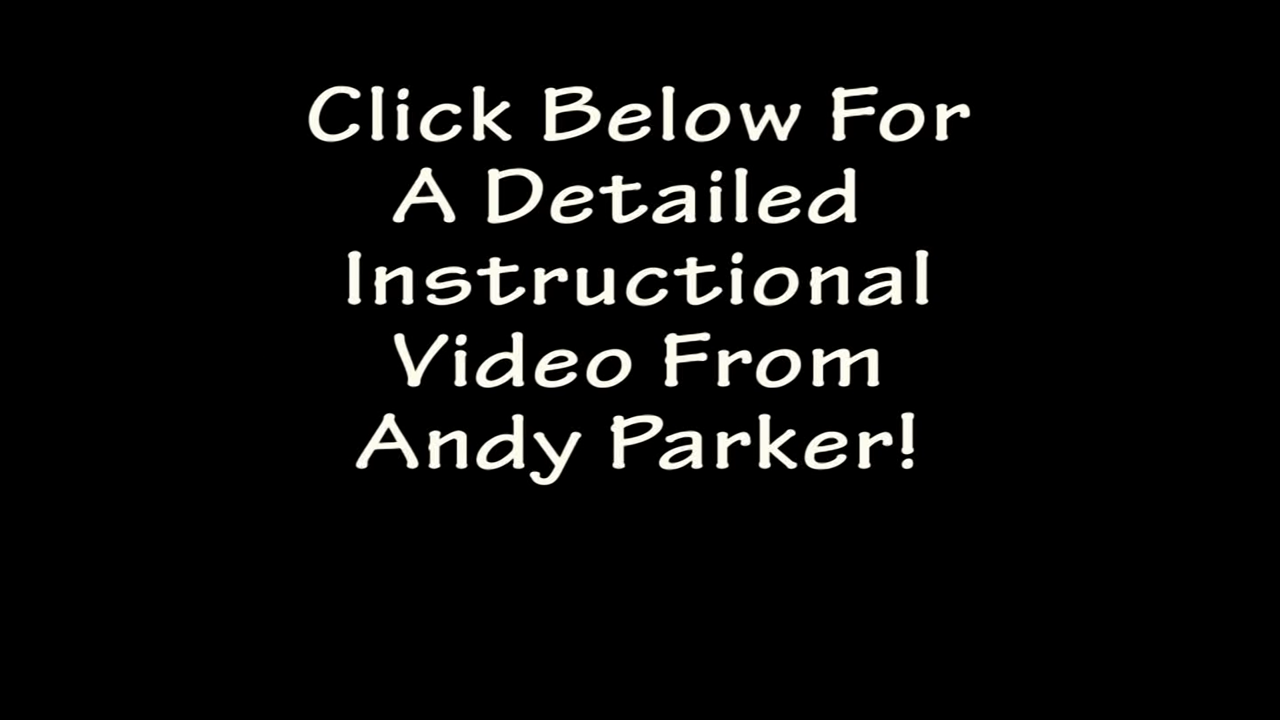 Click Below For
A Detailed
Instructional
Video From
Andy Parker!